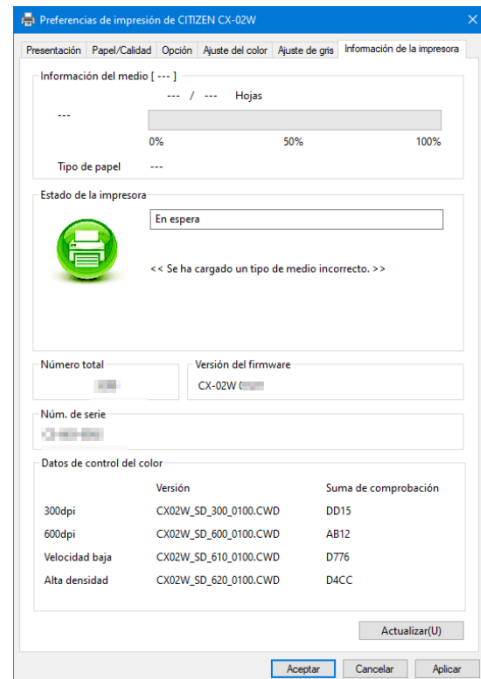 Preferencias de impresión de CITIZEN CX-02W
Presentación Papel/Calidad Opción Ajuste del color Ajuste de gris Información de la impresora
Información del medio [ --- ]
--- / --- Hojas
---
0% 50% 100%
Tipo de papel ---
Estado de la impresora
En espera
<< Se ha cargado un tipo de medio incorrecto. >>
Número total Versión del firmware
CX-02W
Núm. de serie
Datos de control del color
Versión Suma de comprobación
300dpi CX02W_SD_300_0100.CWD DD15
600dpi CX02W_SD_600_0100.CWD AB12
Velocidad baja CX02W_SD_610_0100.CWD D776
Alta densidad CX02W_SD_620_0100.CWD D4CC
Actualizar(U)
Aceptar Cancelar Aplicar